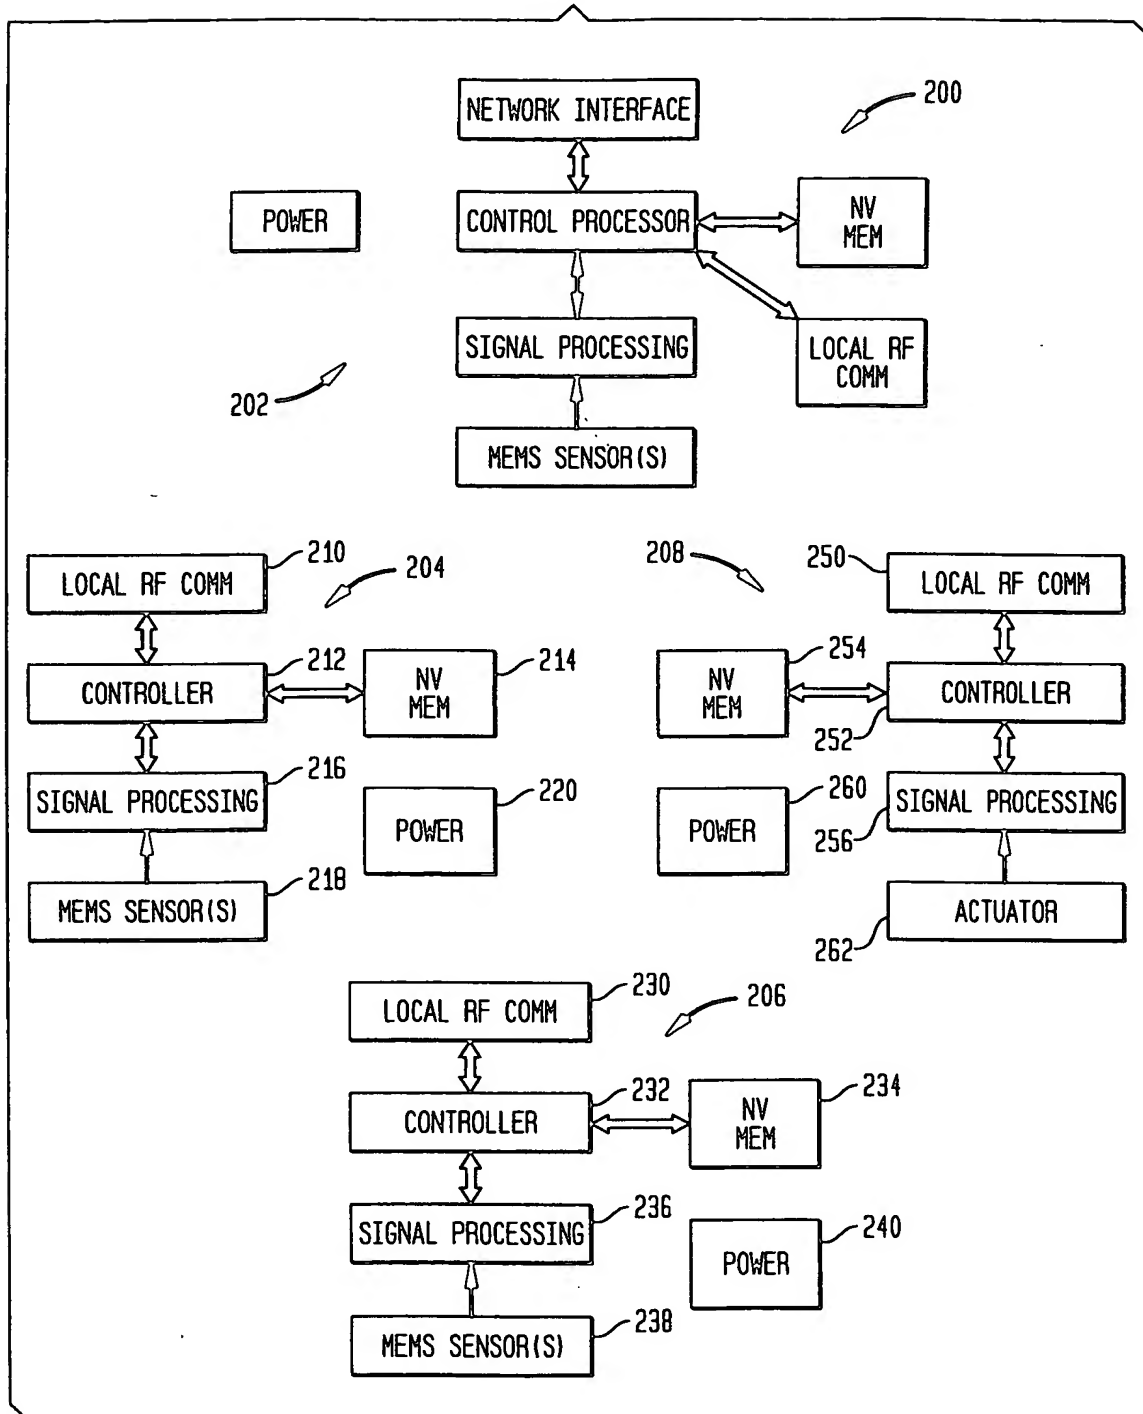 NETWORK INTERFACE
200
POWER
CONTROL PROCESSOR
NV
MEM
SIGNAL PROCESSING
LOCAL RF
COMM
202
MEMS SENSOR(S)
LOCAL RF COMM
210
204
CONTROLLER
212
NV
MEM
214
SIGNAL PROCESSING
216
POWER
220
MEMS SENSOR(S)
218
208
250
LOCAL RF COMM
NV
MEM
254
CONTROLLER
252
POWER
260
SIGNAL PROCESSING
256
ACTUATOR
262
LOCAL RF COMM
230
206
CONTROLLER
232
NV
MEM
234
SIGNAL PROCESSING
236
POWER
240
MEMS SENSOR(S)
238